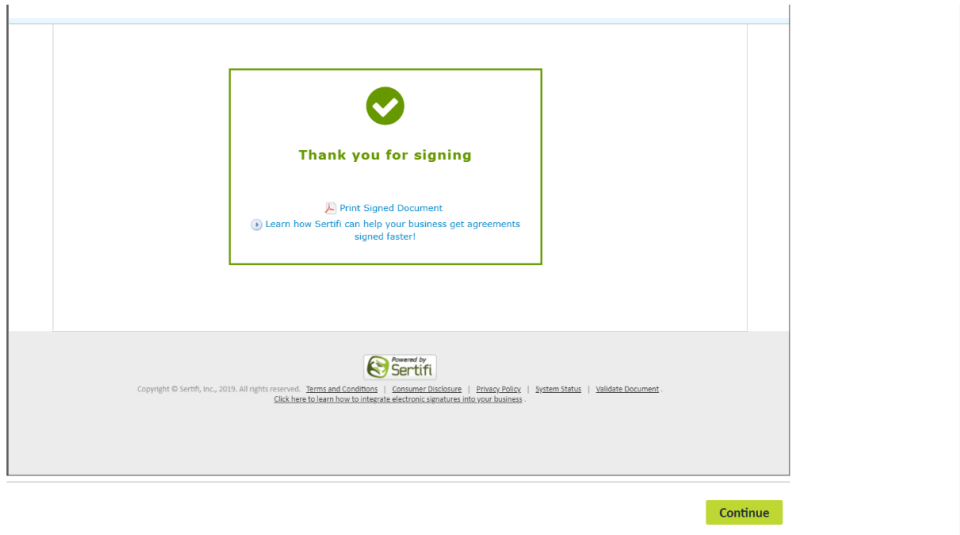 Thank you for signing
Print Signed Document
Learn how Sertifi can help your business get agreements
signed faster!
Powered by
Sertifi
Copyright © Sertifi, Inc., 2019. All rights reserved. Terms and Conditions | Consumer Disclosure | Privacy Policy | System Status | Validate Document .
Click here to learn how to integrate electronic signatures into your business .
Continue